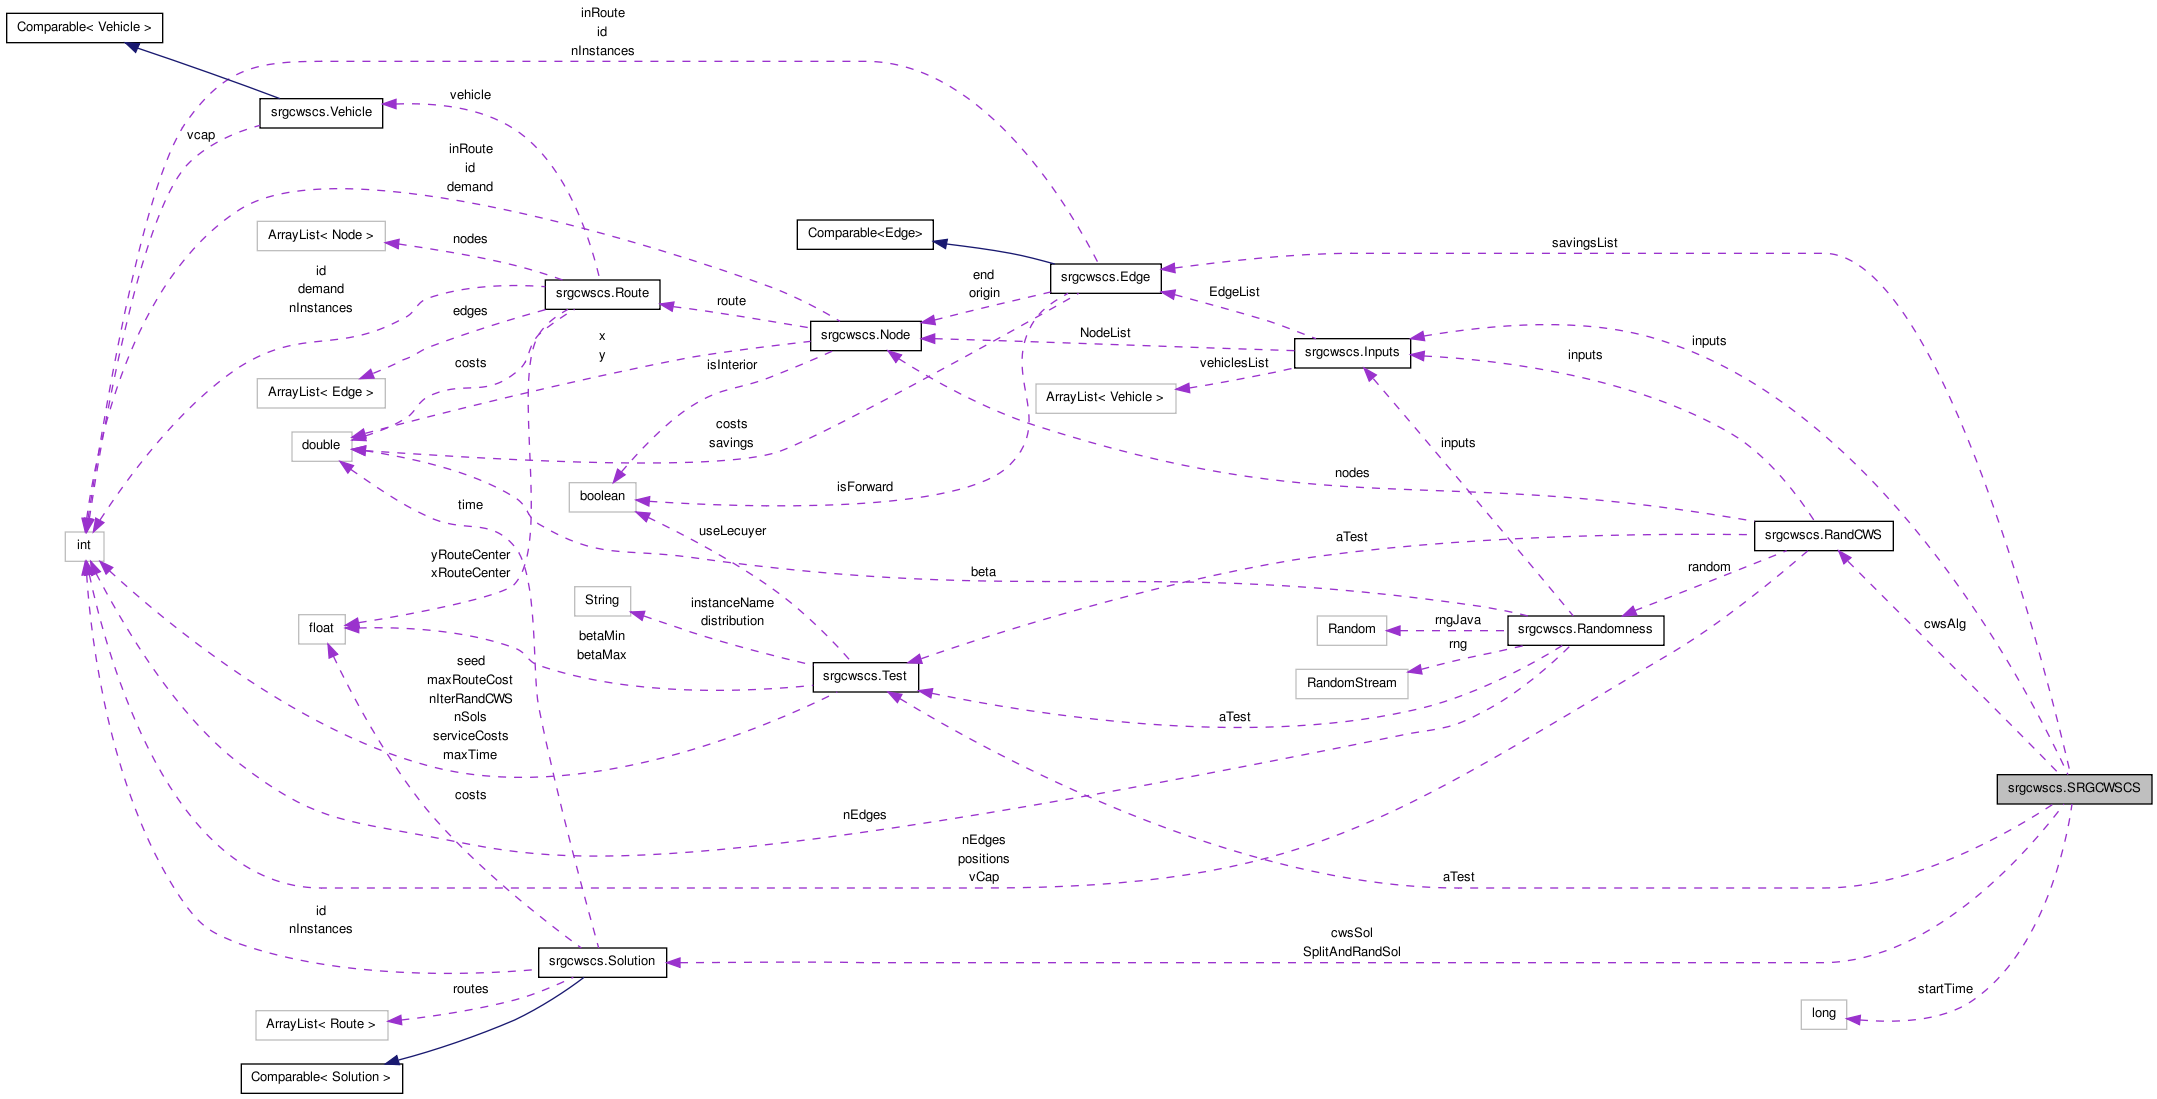 inRoute
id
nInstances
Comparable< Vehicle >
vehicle
srgcwscs.Vehicle
vcap
inRoute
id
demand
ArrayList< Node >
nodes
Comparable<Edge>
savingsList
id
demand
nInstances
srgcwscs.Route
end
origin
srgcwscs.Edge
EdgeList
route
edges
x
y
srgcwscs.Node
NodeList
inputs
srgcwscs.Inputs
inputs
costs
isInterior
vehiclesList
ArrayList< Edge >
ArrayList< Vehicle >
double
costs
savings
inputs
nodes
isForward
boolean
time
useLecuyer
aTest
srgcwscs.RandCWS
int
yRouteCenter
xRouteCenter
beta
random
String
instanceName
distribution
float
betaMin
betaMax
Random
rngJava
srgcwscs.Randomness
cwsAlg
rng
seed
maxRouteCost
nIterRandCWS
nSols
serviceCosts
maxTime
srgcwscs.Test
RandomStream
aTest
srgcwscs.SRGCWSCS
costs
nEdges
nEdges
positions
vCap
aTest
id
nInstances
cwsSol
SplitAndRandSol
srgcwscs.Solution
routes
startTime
ArrayList< Route >
long
Comparable< Solution >